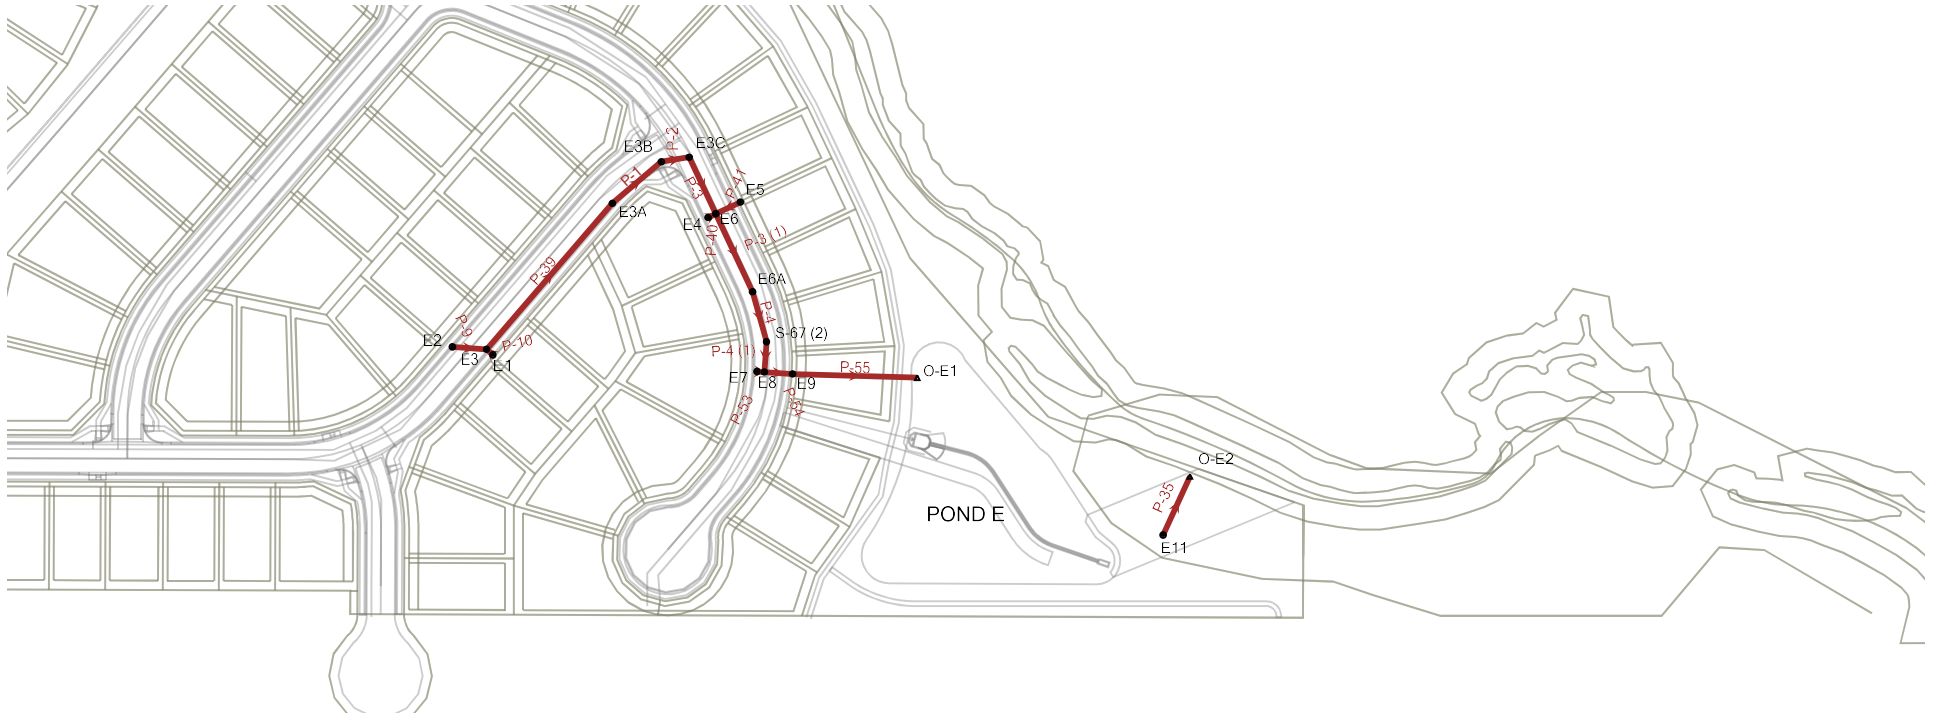 P-2
E3C
E3B
P-1
P-3
P-41
E5
E3A
E4
E6
P-40
P-3 (1)
P-39
E6A
P-4
P-9
E2
S-67 (2)
P-10
E3
E1
P-4 (1)
P-55
O-E1
E7
E8
E9
P-53
P-54
O-E2
P-35
POND E
E11